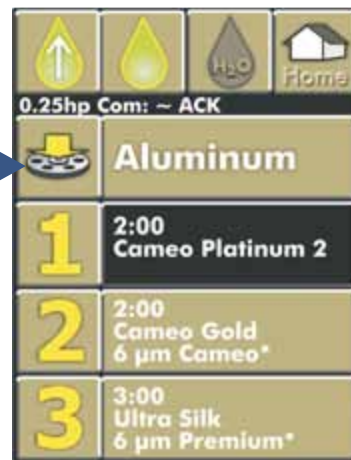 H₂O
Home
0.25hp Com: ~ ACK
Aluminum
1
2:00
Cameo Platinum 2
2
2:00
Cameo Gold
6 µm Cameo*
3
3:00
Ultra Silk
6 µm Premium*